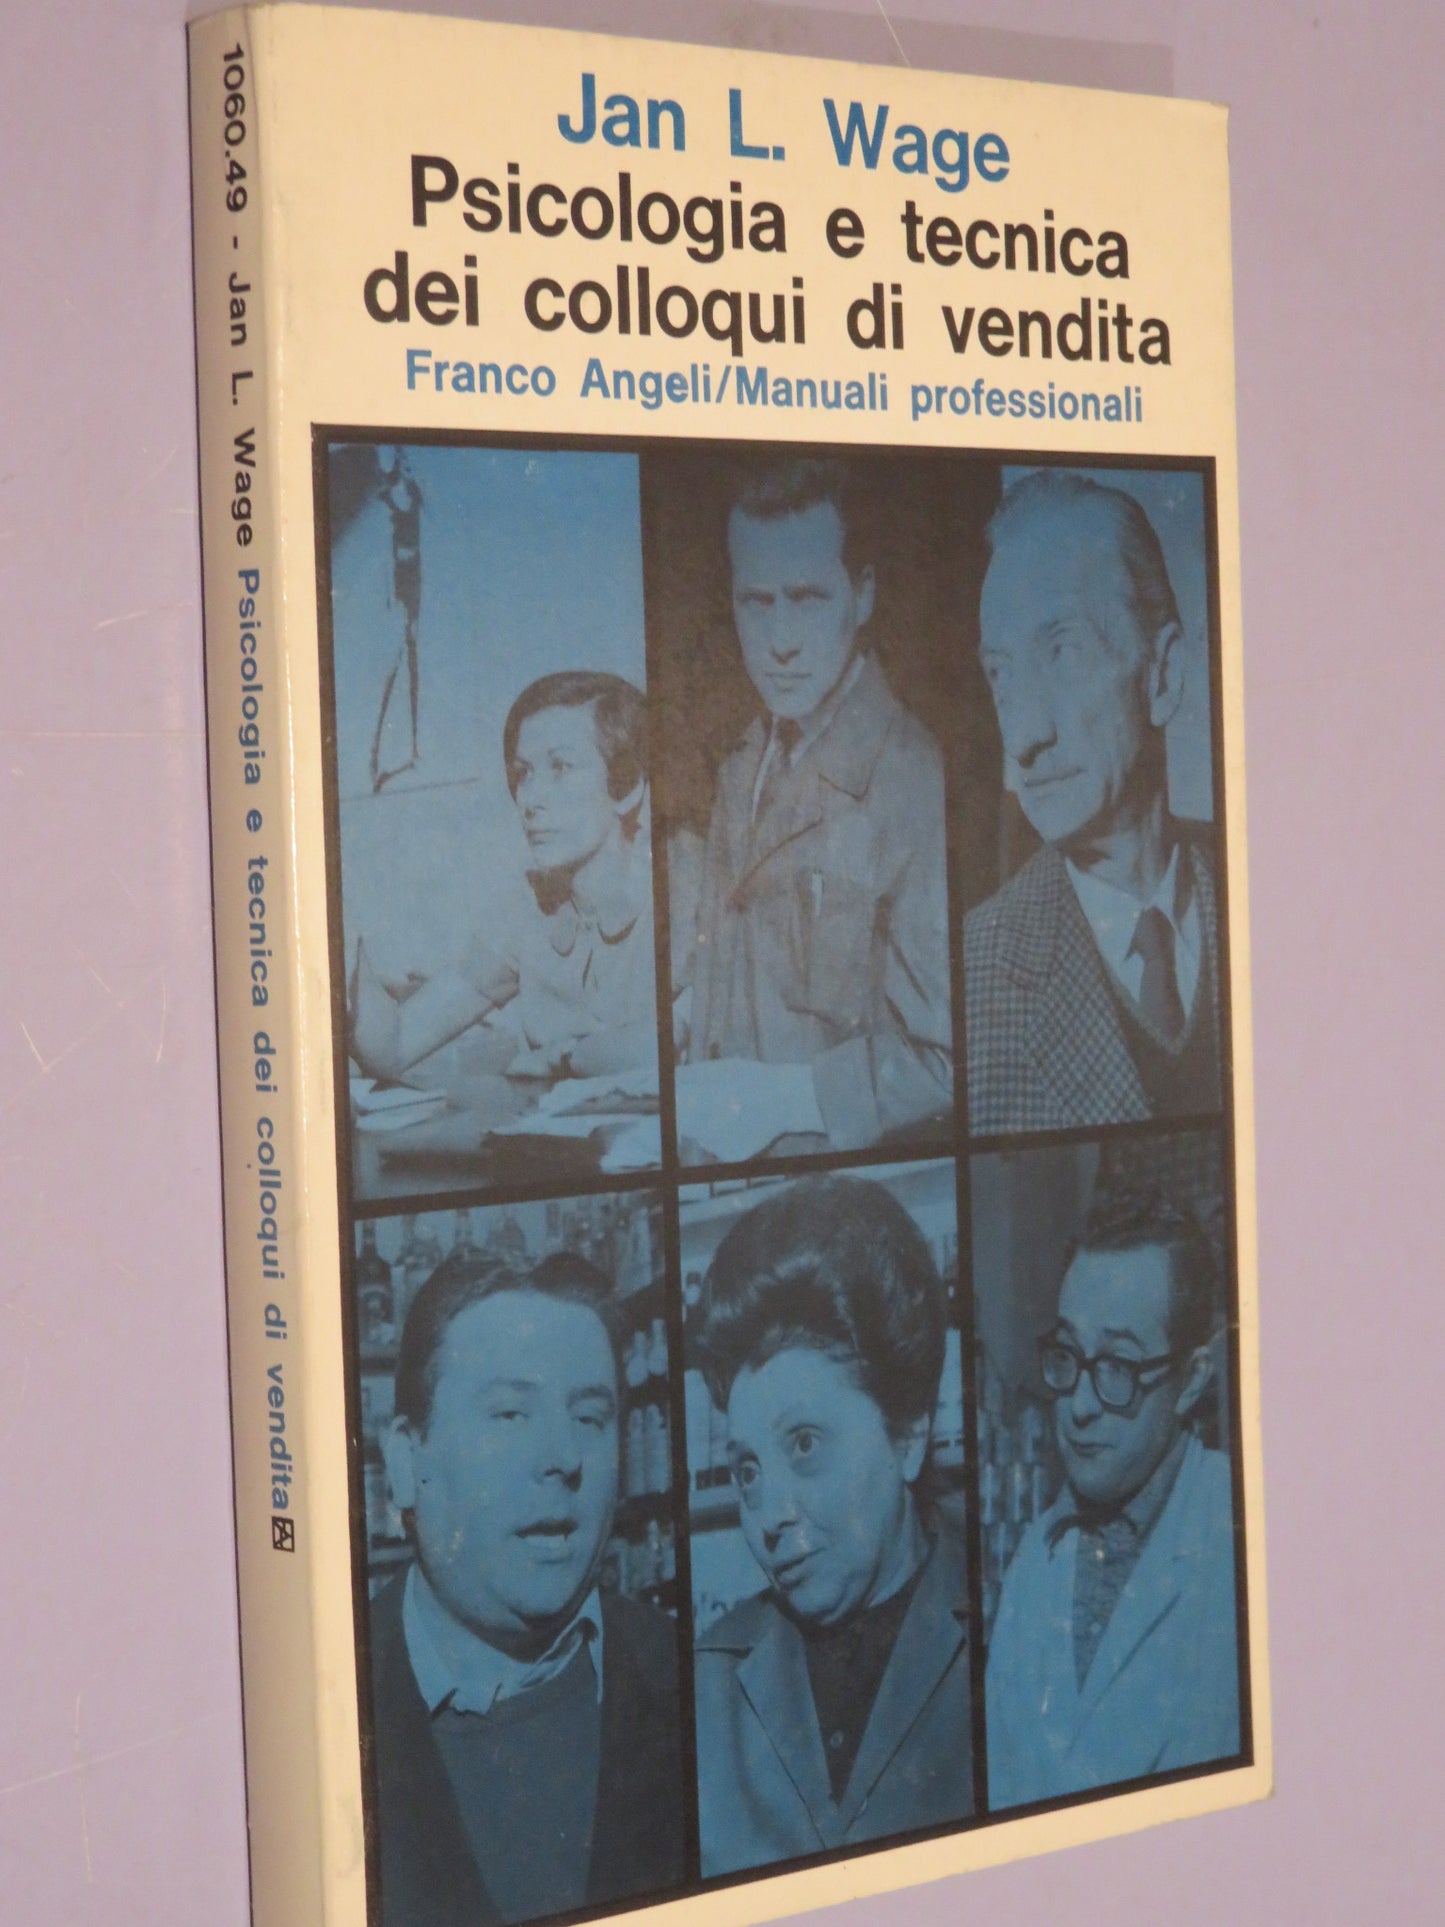 Jan L. Wage
Psicologia e tecnica
dei colloqui di vendita
Franco Angeli/Manuali professionali
1060.49 - Jan L. Wage Psicologia e tecnica dei colloqui di vendita